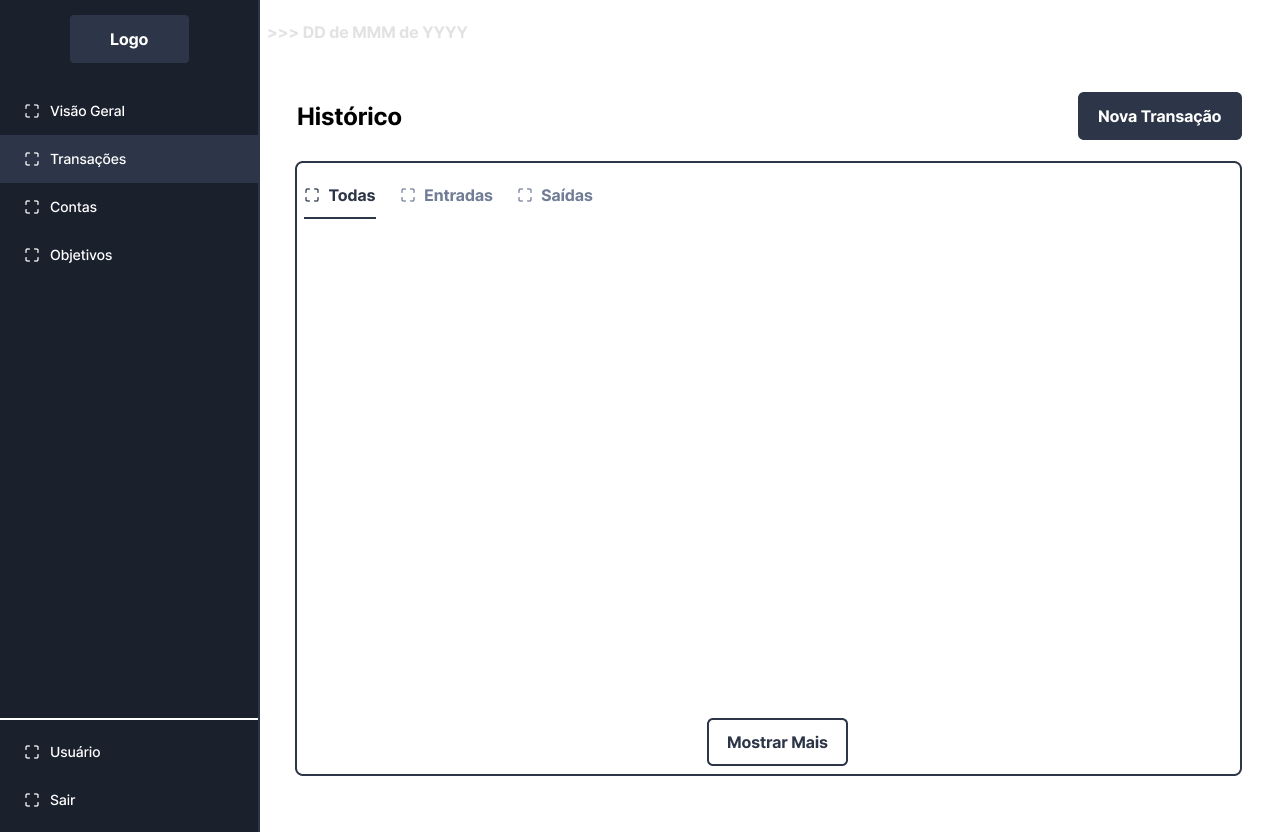 Logo
Visão Geral
Transações
Contas
Objetivos
Usuário
Sair
>>> DD de MMM de YYYY
Histórico
Nova Transação
Todas
Entradas
Saídas
Mostrar Mais